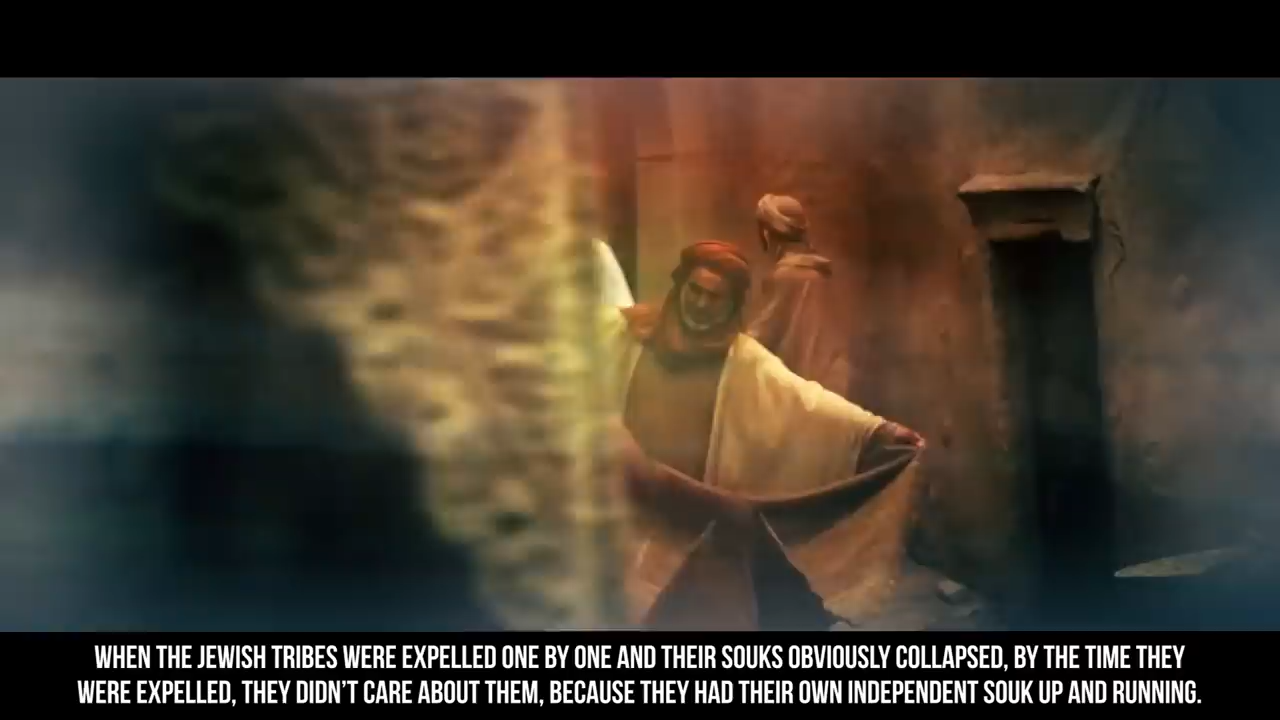 WHEN THE JEWISH TRIBES WERE EXPELLED ONE BY ONE AND THEIR SOUKS OBVIOUSLY COLLAPSED, BY THE TIME THEY
WERE EXPELLED, THEY DIDN'T CARE ABOUT THEM, BECAUSE THEY HAD THEIR OWN INDEPENDENT SOUK UP AND RUNNING.